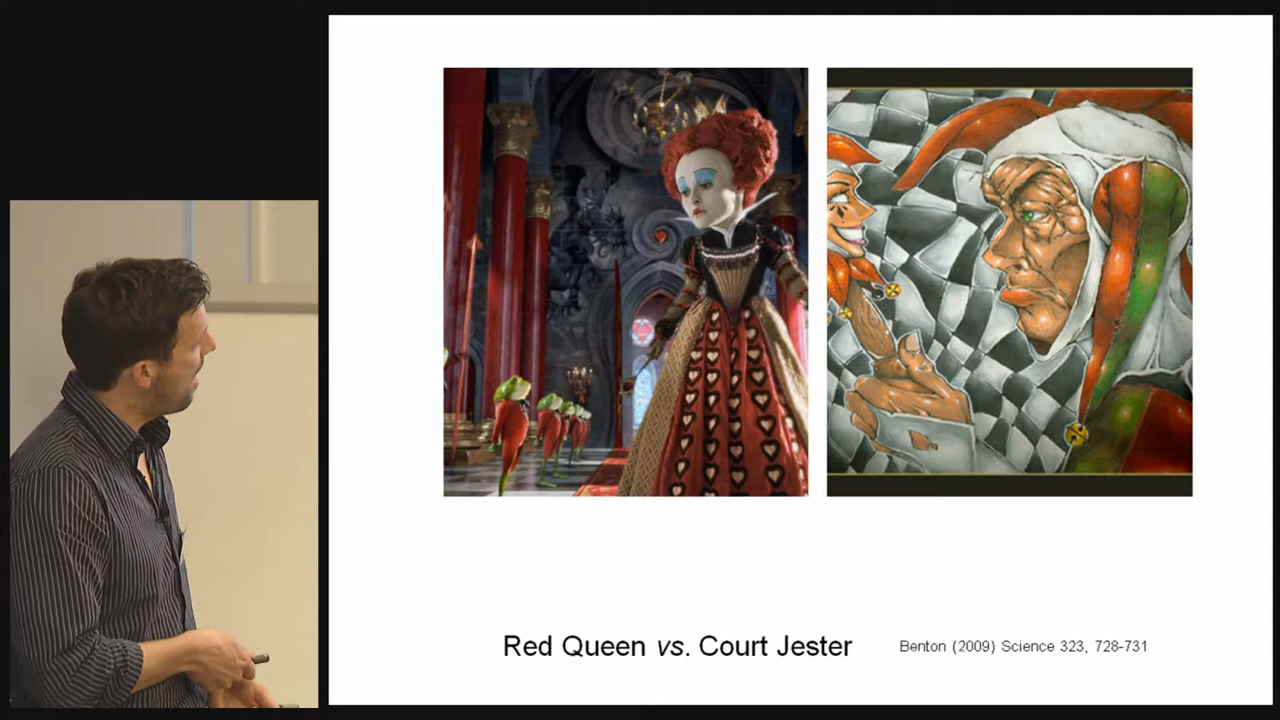 Red Queen vs. Court Jester
Benton (2009) Science 323, 728-731